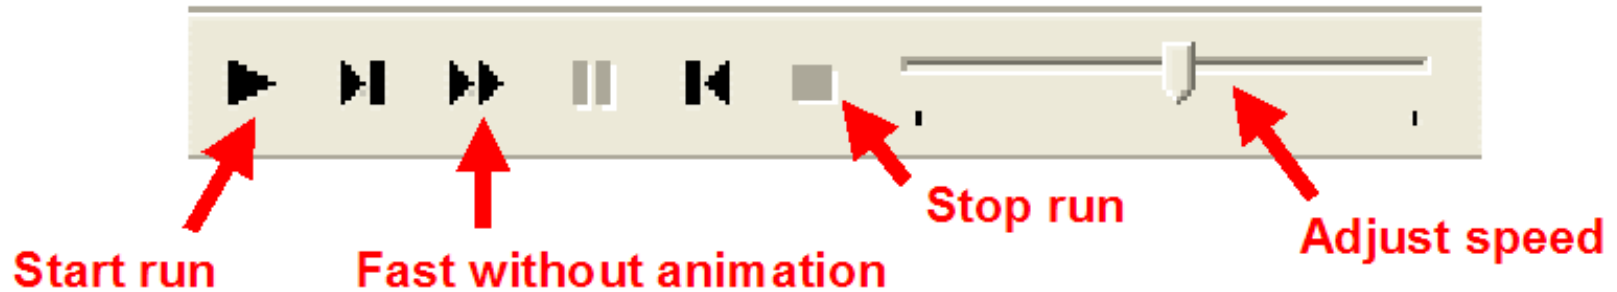 Start run
Fast without animation
Stop run
Adjust speed